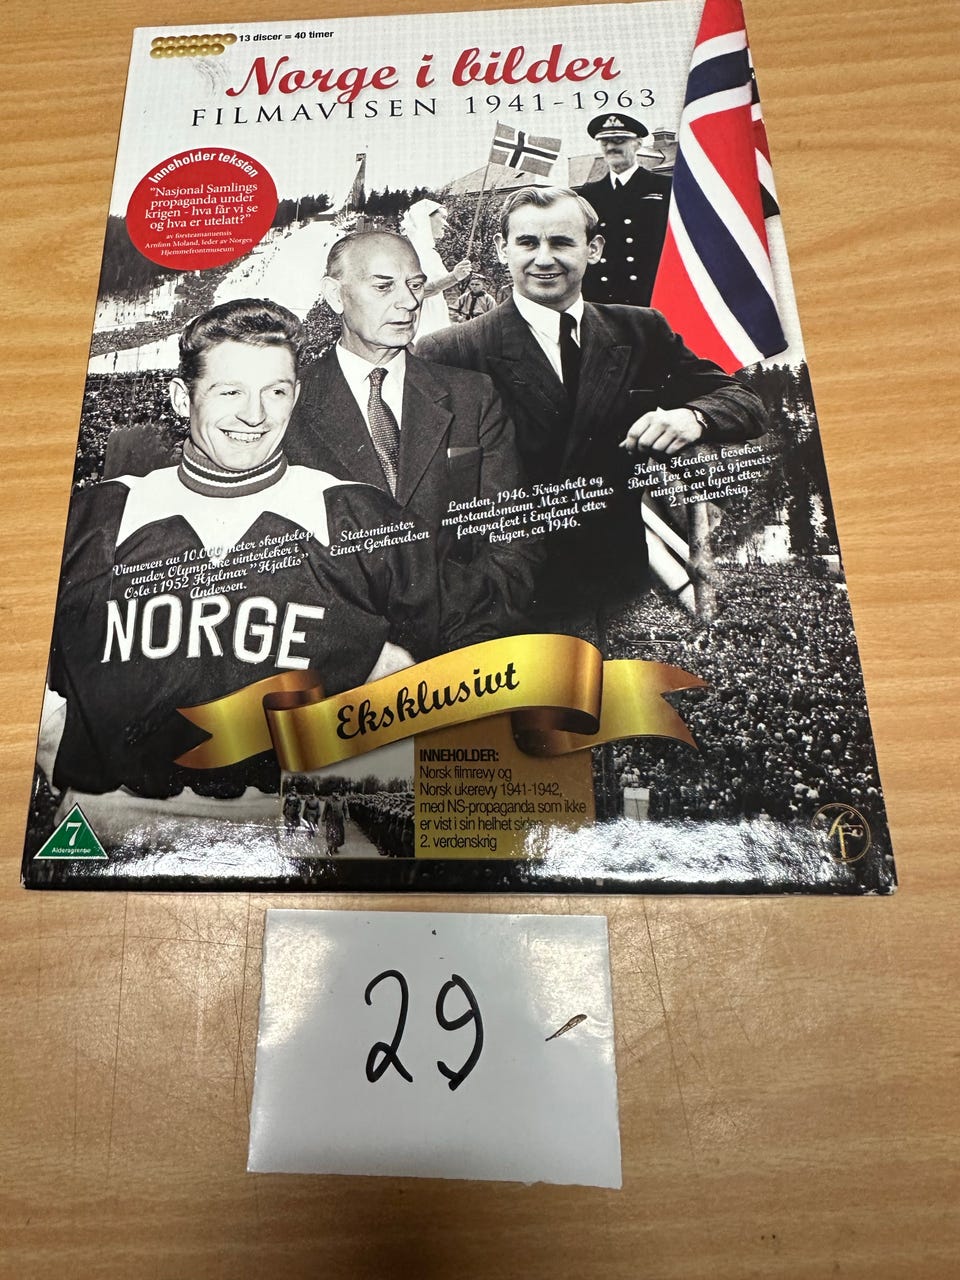 13 discer = 40 timer
Norge i bilder
FILMAVISEN 1941-1963
Inneholder teksten
"Nasjonal Samlings
propaganda under
krigen - hva får vi se
og hva er utelatt?"
av førsteamanuensis
Arnfinn Moland, leder av Norges
Hjemmefrontmuseum
Kong Haakon besøker
Bodø for å se på gjenreis-
ningen av byen etter
2. verdenskrig.
London, 1946. Krigshelt og
motstandsmann Max Manus
fotografert i England etter
krigen, ca 1946.
Statsminister
Einar Gerhardsen
Vinneren av 10.000 meter skøyteløp
under Olympiske vinterleker i
Oslo i 1952 Hjalmar "Hjallis"
Andersen.
NORGE
Eksklusivt
INNEHOLDER:
Norsk filmrevy og
Norsk ukerevy 1941-1942,
med NS-propaganda som ikke
er vist i sin helhet siden
2. verdenskrig
7
Aldersgrense
29